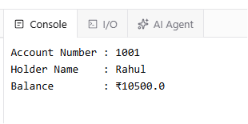 Console I/O AI Agent
Account Number : 1001
Holder Name    : Rahul
Balance        : ₹10500.0